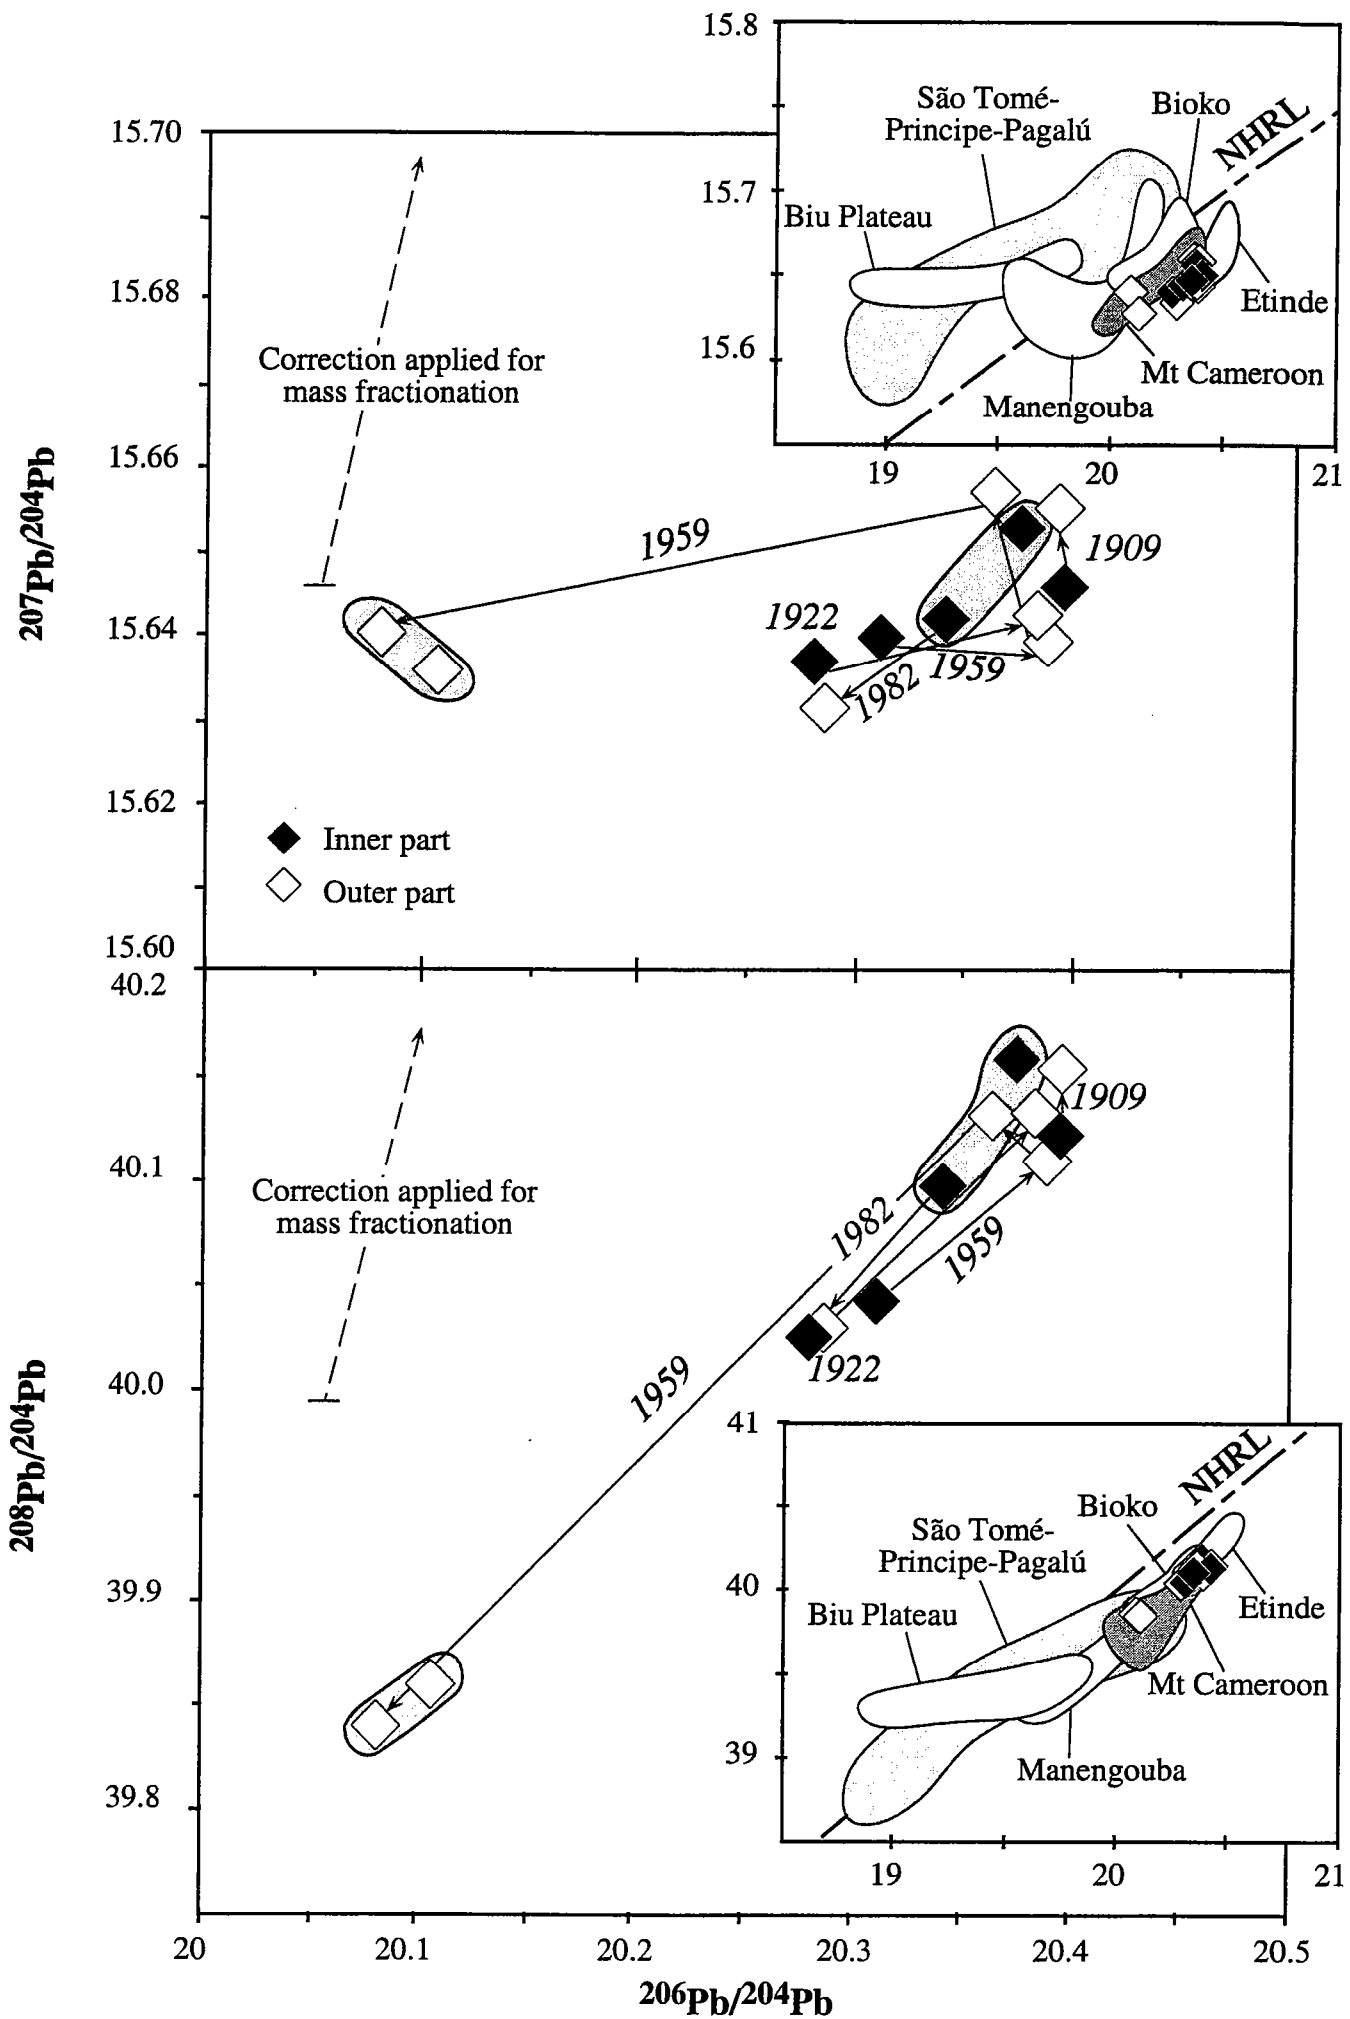 15.8
São Tomé-
Principe-Pagalú
Bioko
NHRL
15.70
15.7
Biu Plateau
15.68
Etinde
15.6
Correction applied for
mass fractionation
Mt Cameroon
Manengouba
15.66
19
20
21
207Pb/204Pb
1959
1909
15.64
1922
1959
1982
15.62
Inner part
Outer part
15.60
40.2
1909
40.1
Correction applied for
mass fractionation
1982
1959
208Pb/204Pb
40.0
1959
1922
41
NHRL
Bioko
São Tomé-
Principe-Pagalú
39.9
40
Biu Plateau
Etinde
Mt Cameroon
39
Manengouba
39.8
19
20
21
20
20.1
20.2
20.3
20.4
20.5
206Pb/204Pb